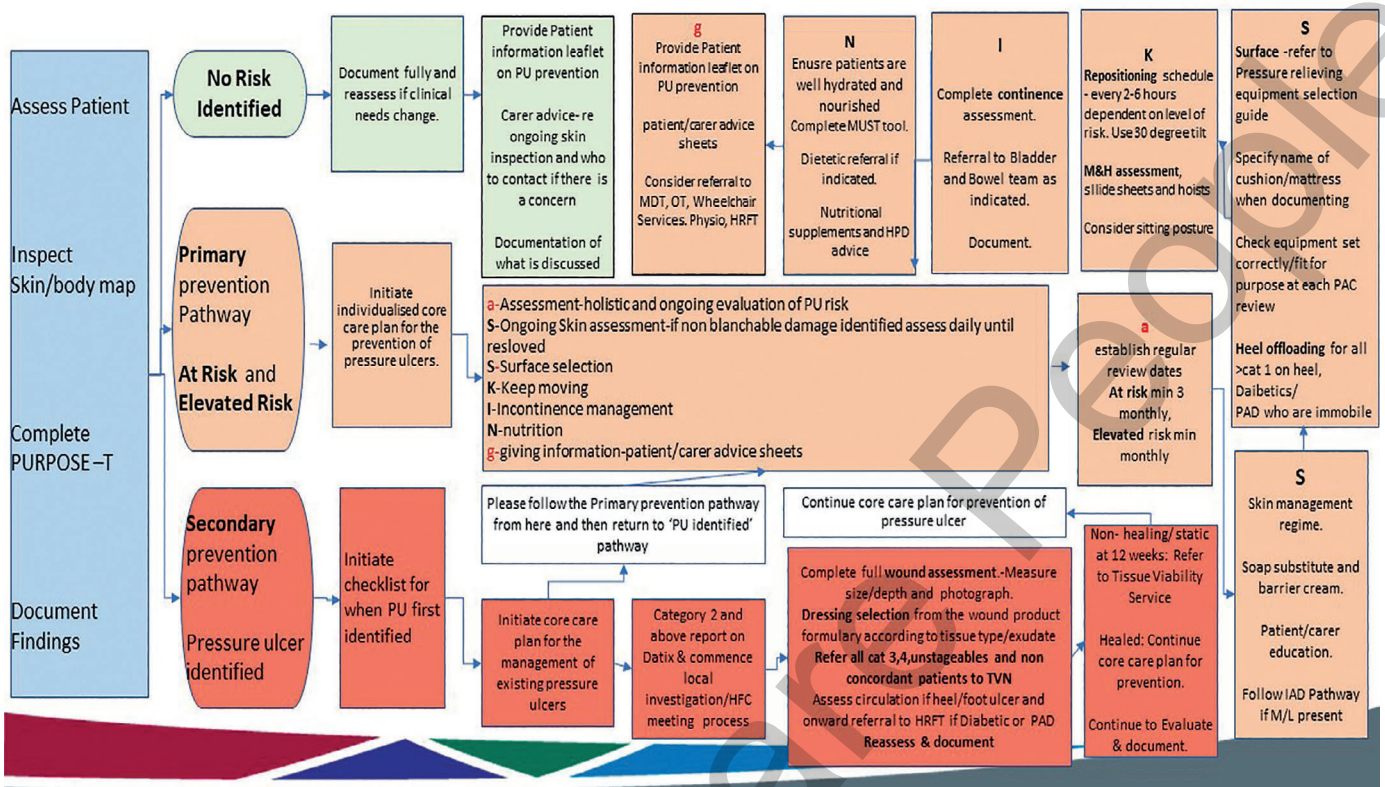 Assess Patient
Inspect
Skin/body map
Complete
PURPOSE –T
Document
Findings
No Risk
Identified
Document fully and
reassess if clinical
needs change.
Provide Patient
information leaflet
on PU prevention
Carer advice- re
ongoing skin
inspection and who
to contact if there is
a concern
Documentation of
what is discussed
g
Provide Patient
information leaflet on
PU prevention
patient/carer advice
sheets
Consider referral to
MDT, OT, Wheelchair
Services. Physio, HRFT
N
Enusre patients are
well hydrated and
nourished
Complete MUST tool.
Dietetic referral if
indicated.
Nutritional
supplements and HPD
advice
I
Complete continence
assessment.
Referral to Bladder
and Bowel team as
indicated.
Document.
K
Repositioning schedule
- every 2-6 hours
dependent on level of
risk. Use 30 degree tilt
M&H assessment,
sllide sheets and hoists
Consider sitting posture
S
Surface -refer to
Pressure relieving
equipment selection
guide
Specify name of
cushion/mattress
when documenting
Check equipment set
correctly/fit for
purpose at each PAC
review
Heel offloading for all
>cat 1 on heel,
Daibetics/
PAD who are immobile
Primary
prevention
Pathway
At Risk and
Elevated Risk
Initiate
individualised core
care plan for the
prevention of
pressure ulcers.
a-Assessment-holistic and ongoing evaluation of PU risk
S-Ongoing Skin assessment-if non blanchable damage identified assess daily until
resloved
S-Surface selection
K-Keep moving
I-Incontinence management
N-nutrition
g-giving information-patient/carer advice sheets
a
establish regular
review dates
At risk min 3
monthly,
Elevated risk min
monthly
S
Skin management
regime.
Soap substitute and
barrier cream.
Patient/carer
education.
Follow IAD Pathway
if M/L present
Secondary
prevention
pathway
Pressure ulcer
identified
Initiate
checklist for
when PU first
identified
Please follow the Primary prevention pathway
from here and then return to ‘PU identified’
pathway
Continue core care plan for prevention of
pressure ulcer
Initiate core care
plan for the
management of
existing pressure
ulcers
Category 2 and
above report on
Datix & commence
local
investigation/HFC
meeting process
Complete full wound assessment.-Measure
size/depth and photograph.
Dressing selection from the wound product
formulary according to tissue type/exudate
Refer all cat 3,4,unstageables and non
concordant patients to TVN
Assess circulation if heel/foot ulcer and
onward referral to HRFT if Diabetic or PAD
Reassess & document
Non- healing/ static
at 12 weeks: Refer
to Tissue Viability
Service
Healed: Continue
core care plan for
prevention.
Continue to Evaluate
& document.
are People